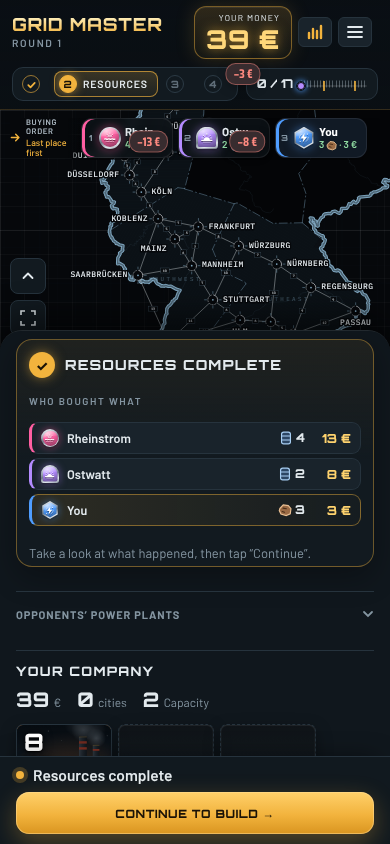 GRID MASTER
ROUND 1
YOUR MONEY
39 €
2 RESOURCES 3 4
-3 €
0 / 17
BUYING ORDER
Last place first
1
-13 €
2
-8 €
3 You
3 · 3 €
DÜSSELDORF
KÖLN
KOBLENZ
FRANKFURT
MAINZ
WÜRZBURG
MANNHEIM
NÜRNBERG
SAARBRÜCKEN
REGENSBURG
STUTTGART
PASSAU
RESOURCES COMPLETE
WHO BOUGHT WHAT
Rheinstrom 4 13 €
Ostwatt 2 8 €
You 3 3 €
Take a look at what happened, then tap “Continue”.
OPPONENTS’ POWER PLANTS
YOUR COMPANY
39 € 0 cities 2 Capacity
8
Resources complete
CONTINUE TO BUILD →